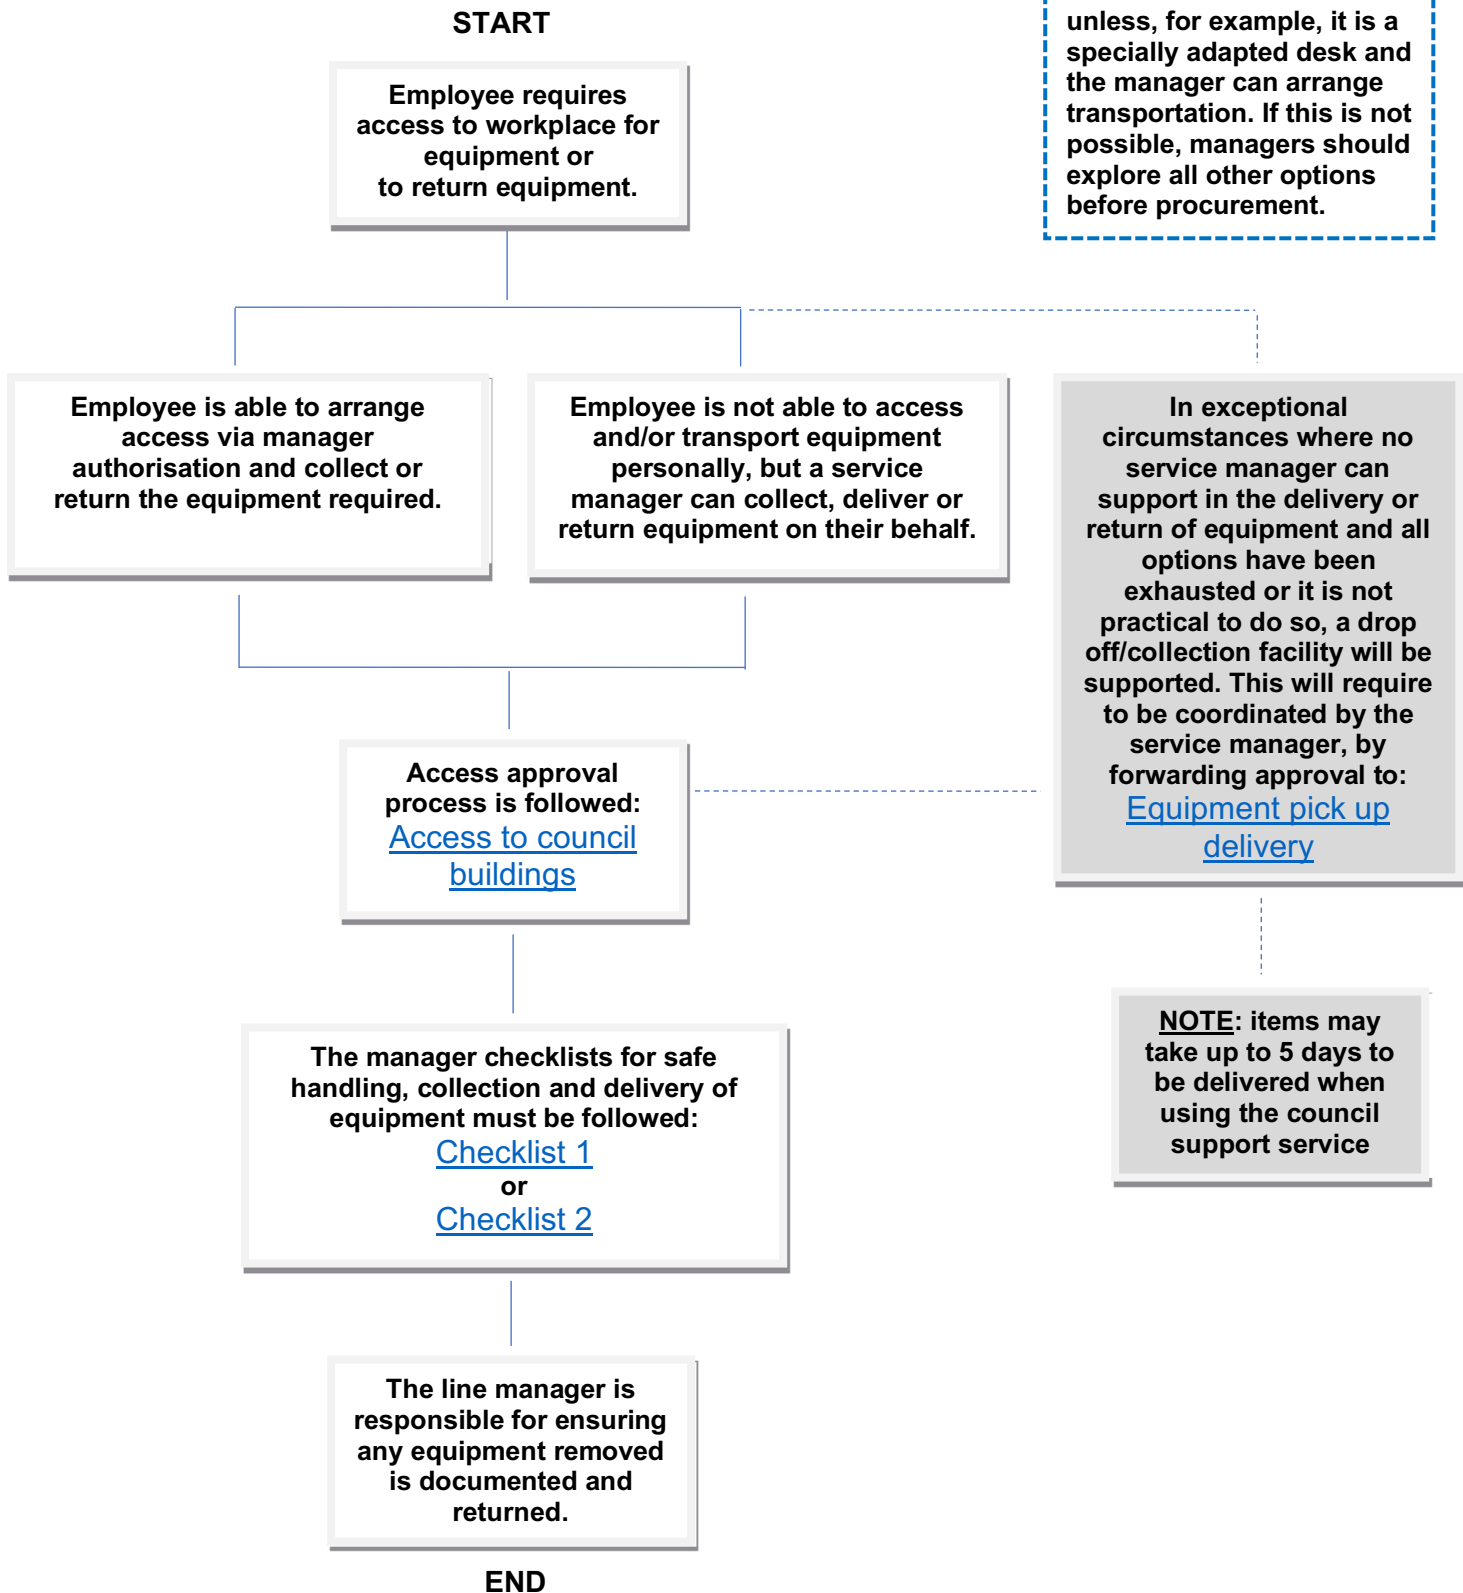 START
unless, for example, it is a
specially adapted desk and
the manager can arrange
transportation. If this is not
possible, managers should
explore all other options
before procurement.
Employee requires
access to workplace for
equipment or
to return equipment.
Employee is able to arrange
access via manager
authorisation and collect or
return the equipment required.
Employee is not able to access
and/or transport equipment
personally, but a service
manager can collect, deliver or
return equipment on their behalf.
In exceptional
circumstances where no
service manager can
support in the delivery or
return of equipment and all
options have been
exhausted or it is not
practical to do so, a drop
off/collection facility will be
supported. This will require
to be coordinated by the
service manager, by
forwarding approval to:
Equipment pick up
delivery
Access approval
process is followed:
Access to council
buildings
NOTE: items may
take up to 5 days to
be delivered when
using the council
support service
The manager checklists for safe
handling, collection and delivery of
equipment must be followed:
Checklist 1
or
Checklist 2
The line manager is
responsible for ensuring
any equipment removed
is documented and
returned.
END